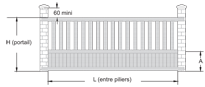 60 mini
H (portail)
A
L (entre piliers)